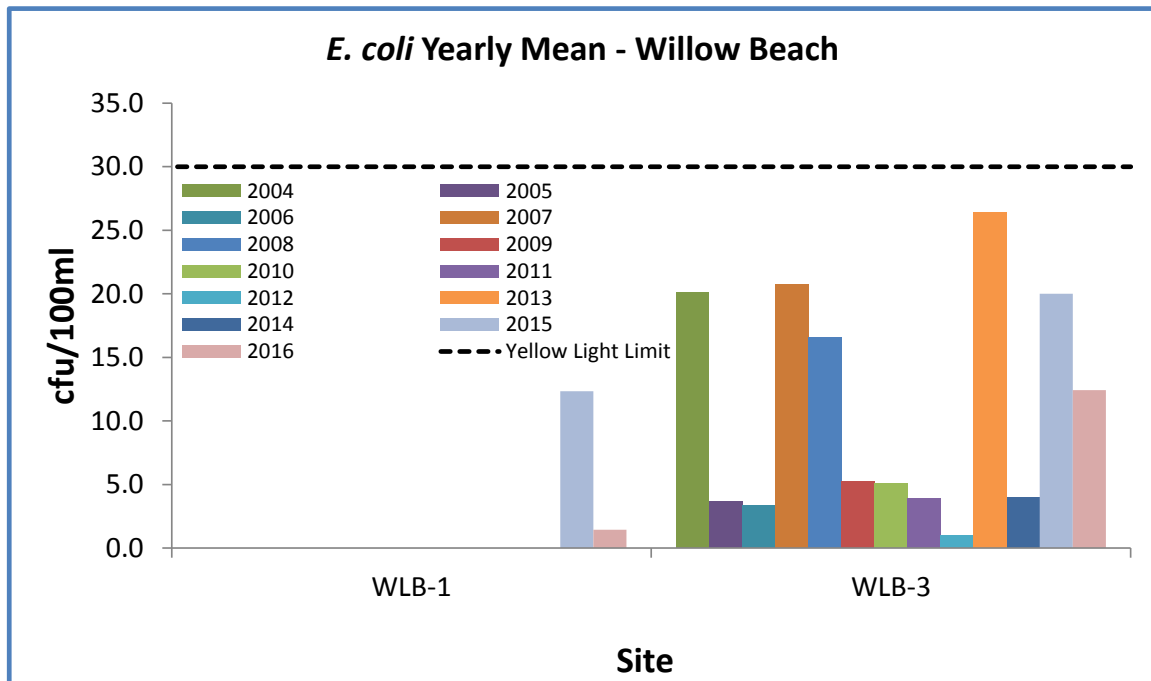 E. coli Yearly Mean - Willow Beach
35.0
30.0
25.0
20.0
15.0
10.0
5.0
0.0
cfu/100ml
2004 2005
2006 2007
2008 2009
2010 2011
2012 2013
2014 2015
2016 Yellow Light Limit
WLB-1 WLB-3
Site